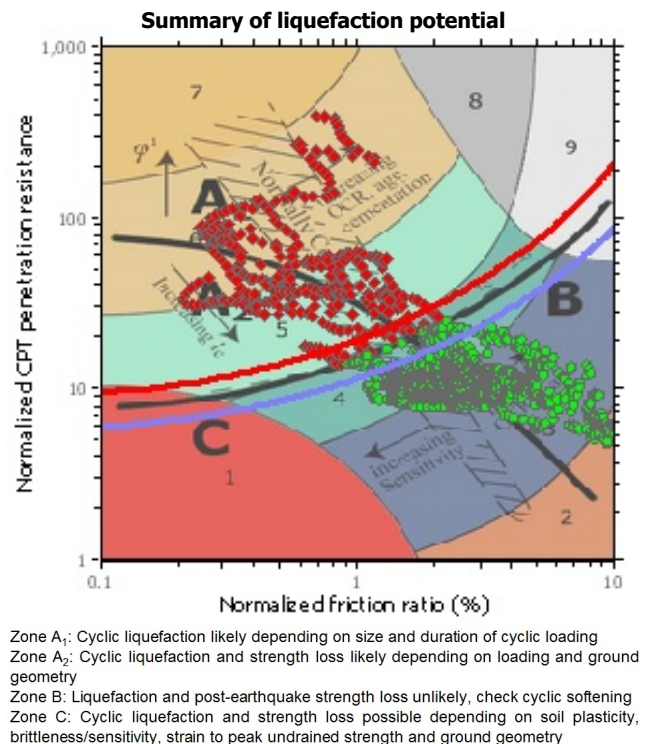 Summary of liquefaction potential
1,000
7
8
9
φ'
A
Normally C
Increasing
OCR, age,
cementation
100
Normalized CPT penetration resistance
A2
Increasing Ic
5
B
10
4
C
increasing
Sensitivity
1
2
1
0.1
1
10
Normalized friction ratio (%)
Zone A1: Cyclic liquefaction likely depending on size and duration of cyclic loading
Zone A2: Cyclic liquefaction and strength loss likely depending on loading and ground
geometry
Zone B: Liquefaction and post-earthquake strength loss unlikely, check cyclic softening
Zone C: Cyclic liquefaction and strength loss possible depending on soil plasticity,
brittleness/sensitivity, strain to peak undrained strength and ground geometry